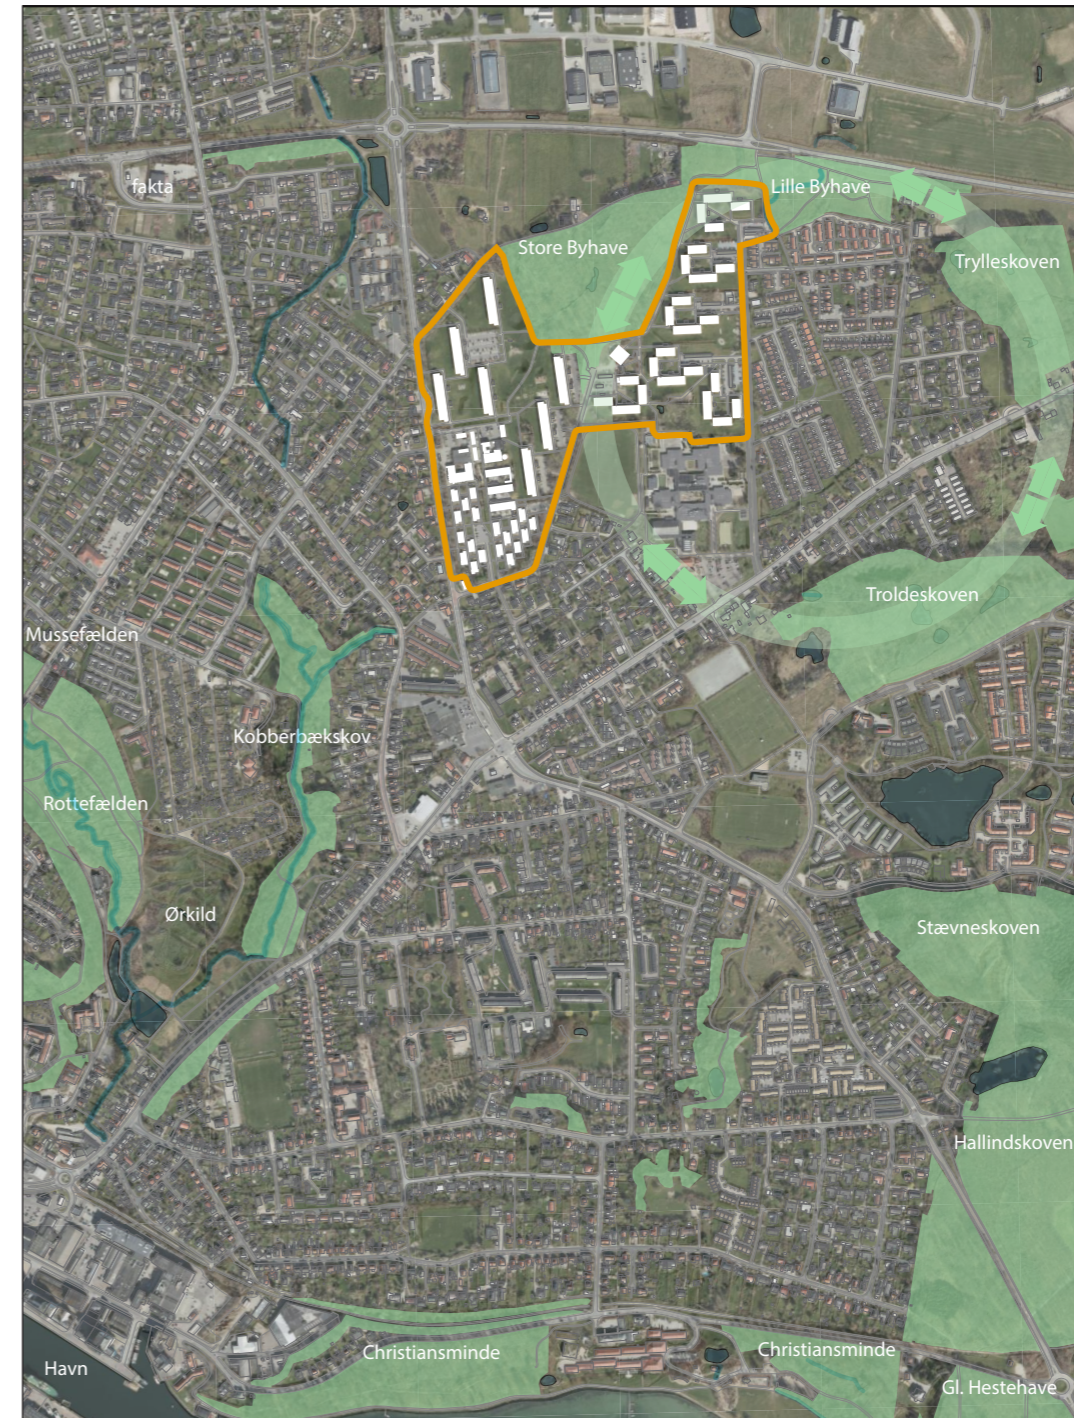 fakta
Lille Byhave
Store Byhave
Trylleskoven
Troldeskoven
Mussefælden
Kobberbækskov
Rottefælden
Ørkild
Stævneskoven
Hallindskoven
Christiansminde
Christiansminde
Havn
Gl. Hestehave